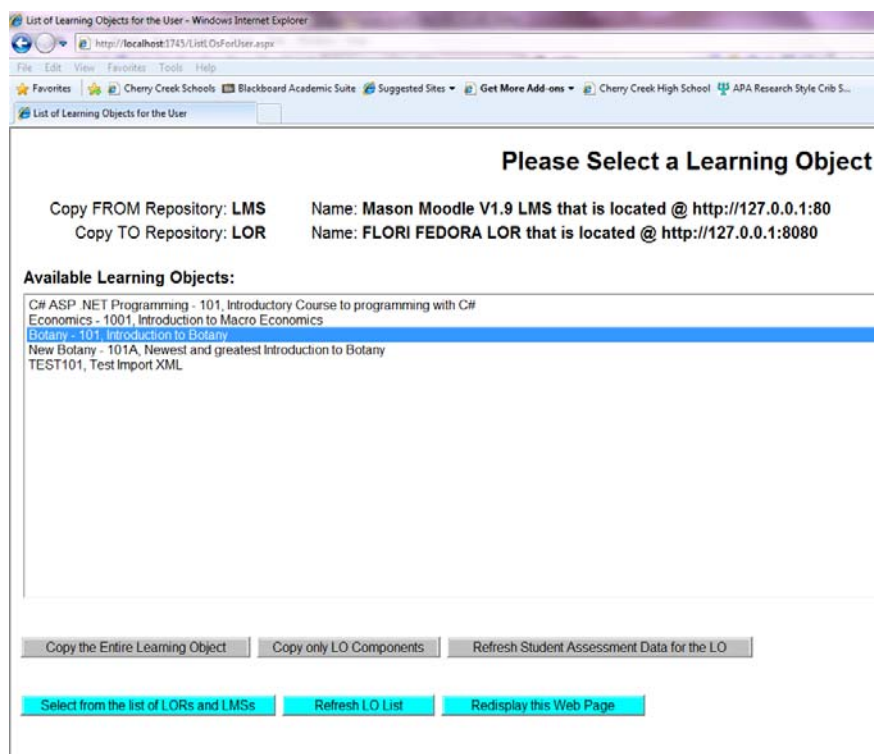 List of Learning Objects for the User - Windows Internet Explorer
http://localhost:1745/ListLOsForUser.aspx
File Edit View Favorites Tools Help
Favorites Cherry Creek Schools Blackboard Academic Suite Suggested Sites Get More Add-ons Cherry Creek High School APA Research Style Crib S...
List of Learning Objects for the User
Please Select a Learning Object
Copy FROM Repository: LMS Name: Mason Moodle V1.9 LMS that is located @ http://127.0.0.1:80
Copy TO Repository: LOR Name: FLORI FEDORA LOR that is located @ http://127.0.0.1:8080
Available Learning Objects:
C# ASP .NET Programming - 101, Introductory Course to programming with C#
Economics - 1001, Introduction to Macro Economics
Botany - 101, Introduction to Botany
New Botany - 101A, Newest and greatest Introduction to Botany
TEST101, Test Import XML
Copy the Entire Learning Object Copy only LO Components Refresh Student Assessment Data for the LO
Select from the list of LORs and LMSs Refresh LO List Redisplay this Web Page